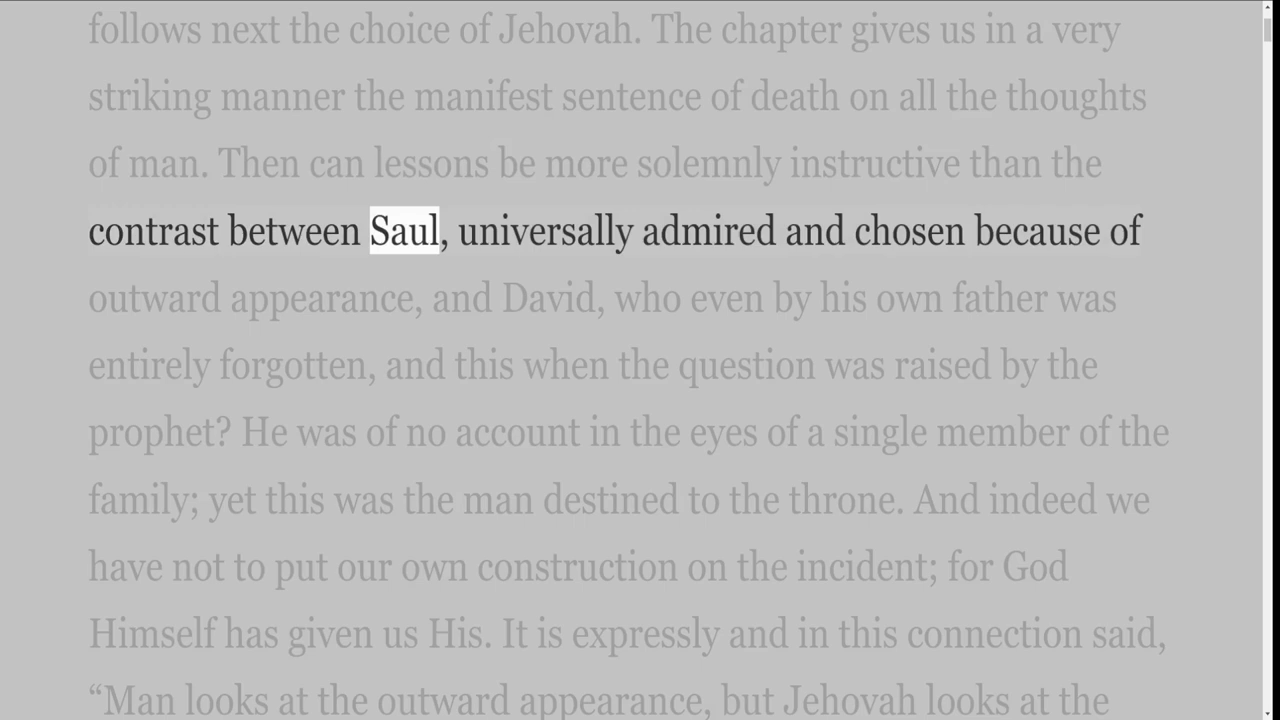 follows next the choice of Jehovah. The chapter gives us in a very
striking manner the manifest sentence of death on all the thoughts
of man. Then can lessons be more solemnly instructive than the
contrast between Saul, universally admired and chosen because of
outward appearance, and David, who even by his own father was
entirely forgotten, and this when the question was raised by the
prophet? He was of no account in the eyes of a single member of the
family; yet this was the man destined to the throne. And indeed we
have not to put our own construction on the incident; for God
Himself has given us His. It is expressly and in this connection said,
“Man looks at the outward appearance, but Jehovah looks at the